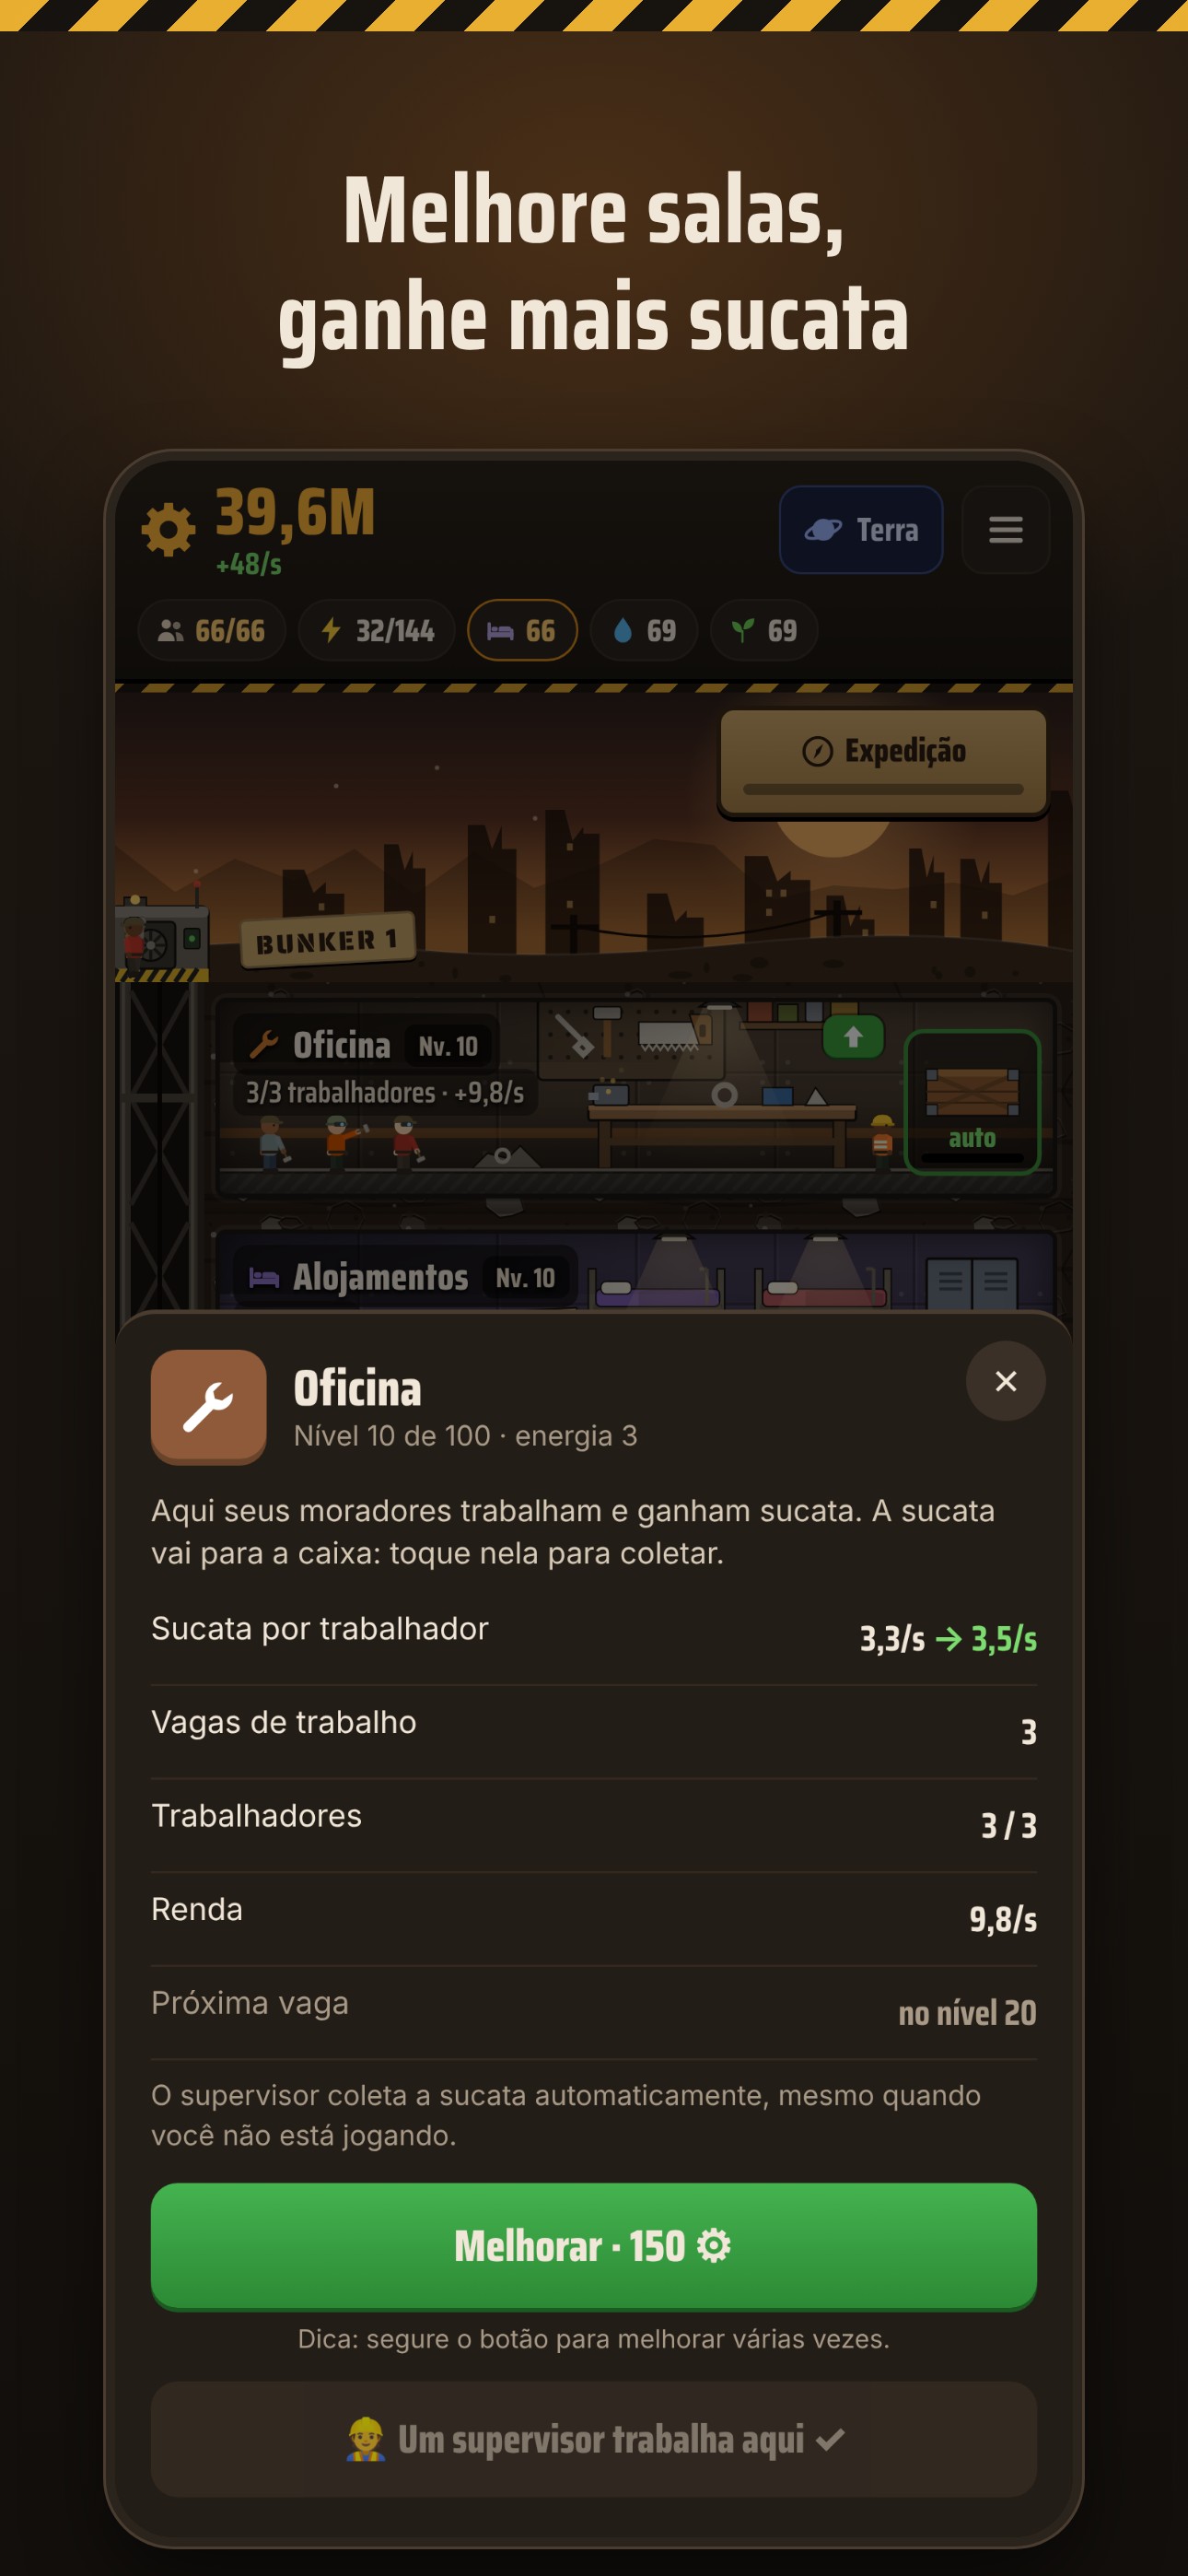 Melhore salas,
ganhe mais sucata
39,6M
+48/s
Terra
66/66
32/144
66
69
69
Expedição
BUNKER 1
Oficina
Nv. 10
3/3 trabalhadores · +9,8/s
auto
Alojamentos
Nv. 10
Oficina
Nível 10 de 100 · energia 3
Aqui seus moradores trabalham e ganham sucata. A sucata
vai para a caixa: toque nela para coletar.
Sucata por trabalhador
3,3/s → 3,5/s
Vagas de trabalho
3
Trabalhadores
3 / 3
Renda
9,8/s
Próxima vaga
no nível 20
O supervisor coleta a sucata automaticamente, mesmo quando
você não está jogando.
Melhorar · 150 ⚙
Dica: segure o botão para melhorar várias vezes.
👷 Um supervisor trabalha aqui ✓